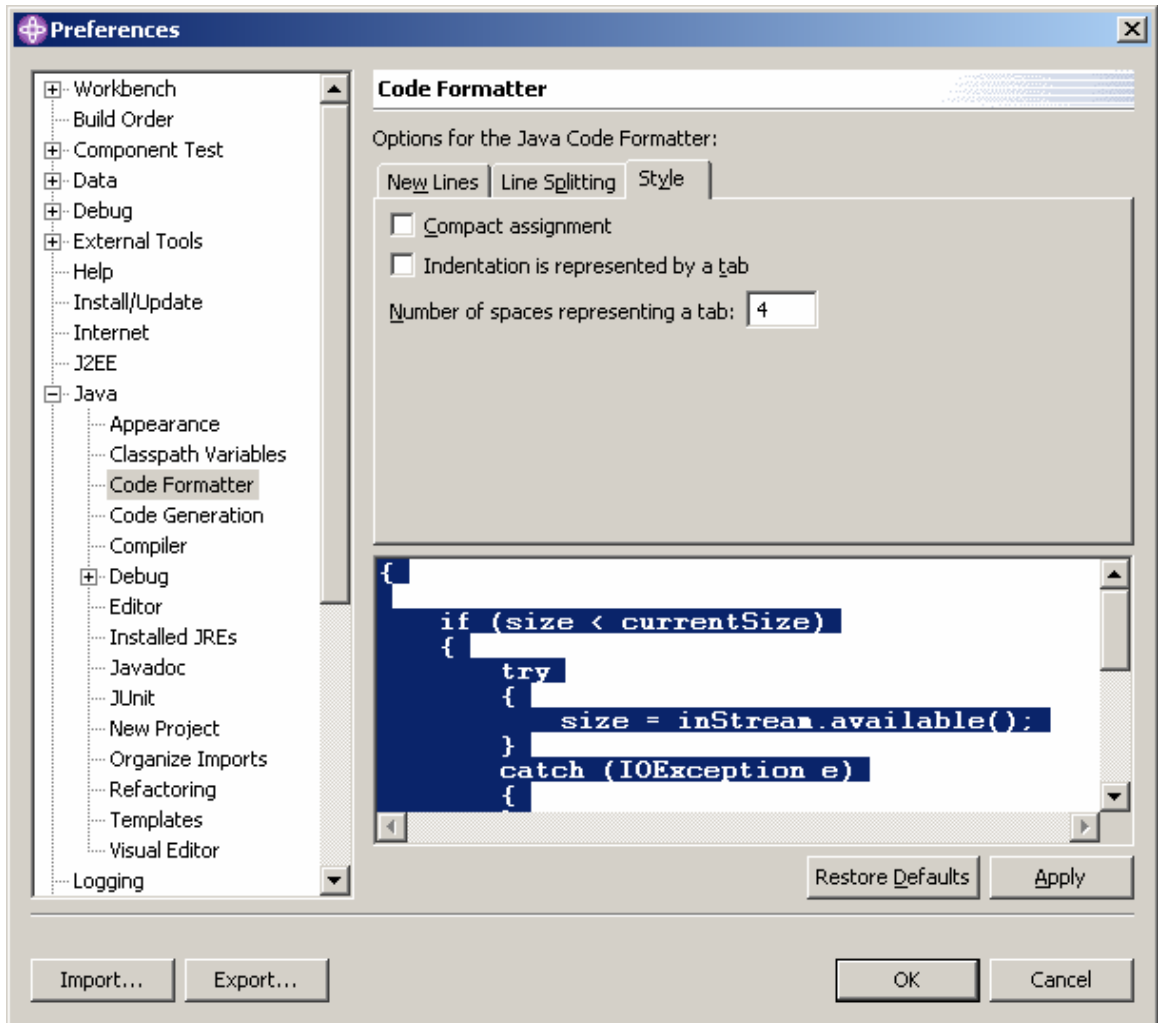 Preferences
Workbench
Build Order
Component Test
Data
Debug
External Tools
Help
Install/Update
Internet
J2EE
Java
Appearance
Classpath Variables
Code Formatter
Code Generation
Compiler
Debug
Editor
Installed JREs
Javadoc
JUnit
New Project
Organize Imports
Refactoring
Templates
Visual Editor
Logging
Code Formatter
Options for the Java Code Formatter:
New Lines Line Splitting Style
Compact assignment
Indentation is represented by a tab
Number of spaces representing a tab: 4
{
if (size < currentSize)
{
try
{
size = inStream.available();
}
catch (IOException e)
{
Restore Defaults Apply
Import... Export... OK Cancel